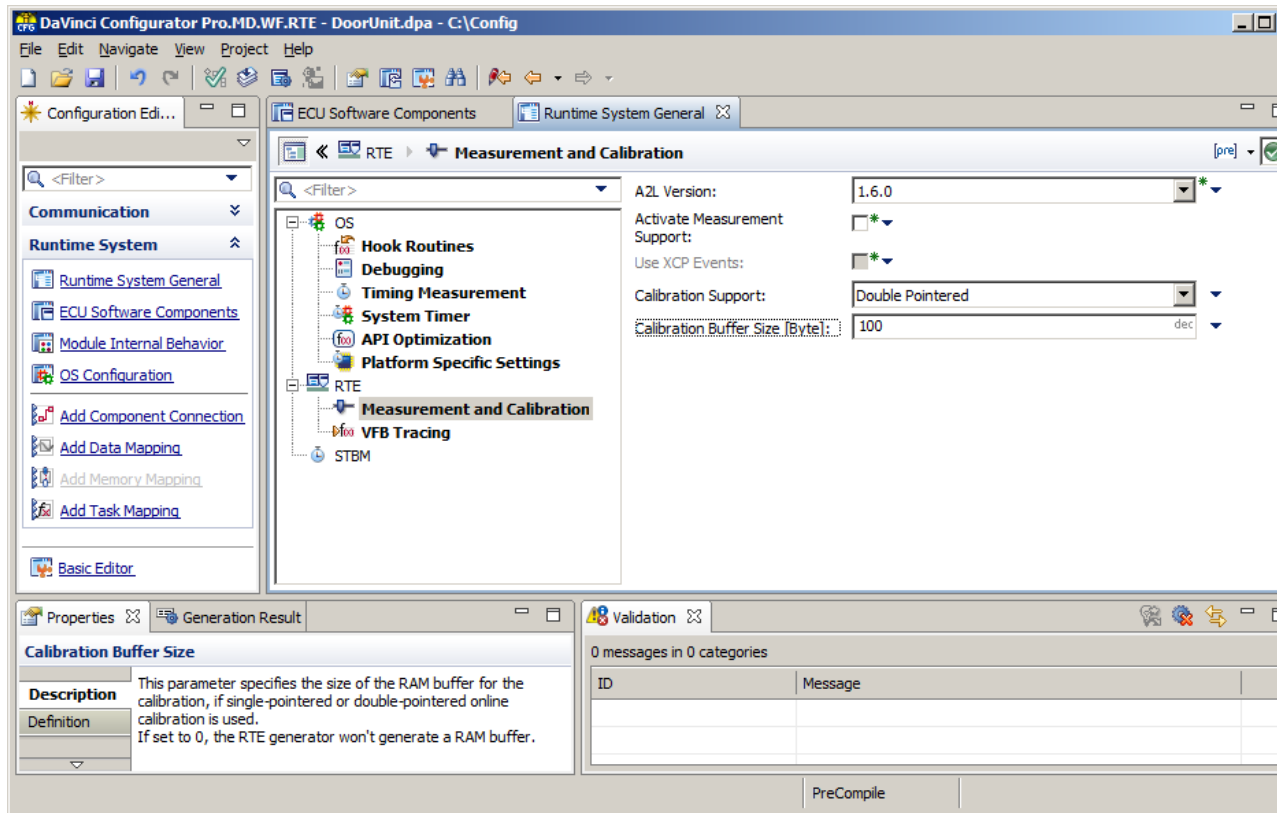 DaVinci Configurator Pro.MD.WF.RTE - DoorUnit.dpa - C:\Config
File Edit Navigate View Project Help
Configuration Edi...
<Filter>
Communication
Runtime System
Runtime System General
ECU Software Components
Module Internal Behavior
OS Configuration
Add Component Connection
Add Data Mapping
Add Memory Mapping
Add Task Mapping
Basic Editor
ECU Software Components
Runtime System General
RTE Measurement and Calibration
[pre]
<Filter>
OS
Hook Routines
Debugging
Timing Measurement
System Timer
API Optimization
Platform Specific Settings
RTE
Measurement and Calibration
VFB Tracing
STBM
A2L Version: 1.6.0
Activate Measurement
Support:
Use XCP Events:
Calibration Support: Double Pointered
Calibration Buffer Size [Byte]: 100 dec
Properties Generation Result
Calibration Buffer Size
Description
Definition
This parameter specifies the size of the RAM buffer for the
calibration, if single-pointered or double-pointered online
calibration is used.
If set to 0, the RTE generator won't generate a RAM buffer.
Validation
0 messages in 0 categories
ID Message
PreCompile